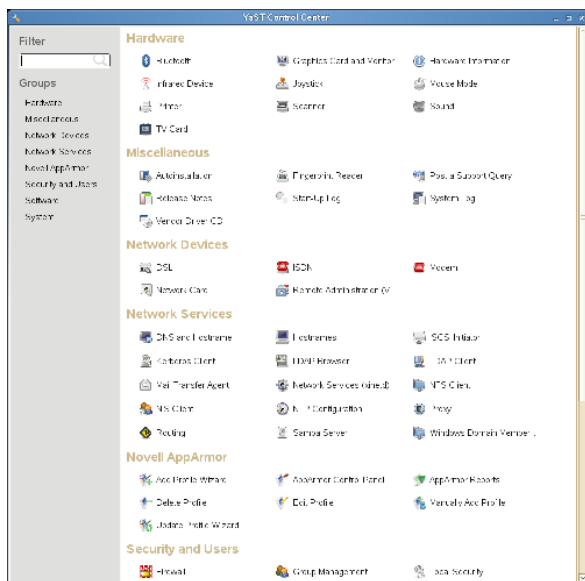 YaST Control Center
Filter
Groups
Hardware
Miscellaneous
Network Devices
Network Services
Novell AppArmor
Security and Users
Software
System
Hardware
Bluetooth
Graphics Card and Monitor
Hardware Information
Infrared Device
Joystick
Mouse Model
Printer
Scanner
Sound
TV Card
Miscellaneous
Autoinstallation
Fingerprint Reader
Post a Support Query
Release Notes
Start-up Log
System Log
Vendor Driver CD
Network Devices
DSL
ISDN
Modem
Network Card
Remote Administration (V
Network Services
DNS and Hostname
Hostnames
iSCSI Initiator
Kerberos Client
LDAP Browser
LDAP Client
Mail Transfer Agent
Network Services (xinetd)
NFS Client
NIS Client
NTP Configuration
Proxy
Routing
Samba Server
Windows Domain Member...
Novell AppArmor
Add Profile Wizard
AppArmor Control Panel
AppArmor Reports
Delete Profile
Edit Profile
Manually Add Profile
Update Profile Wizard
Security and Users
Firewall
Group Management
Local Security